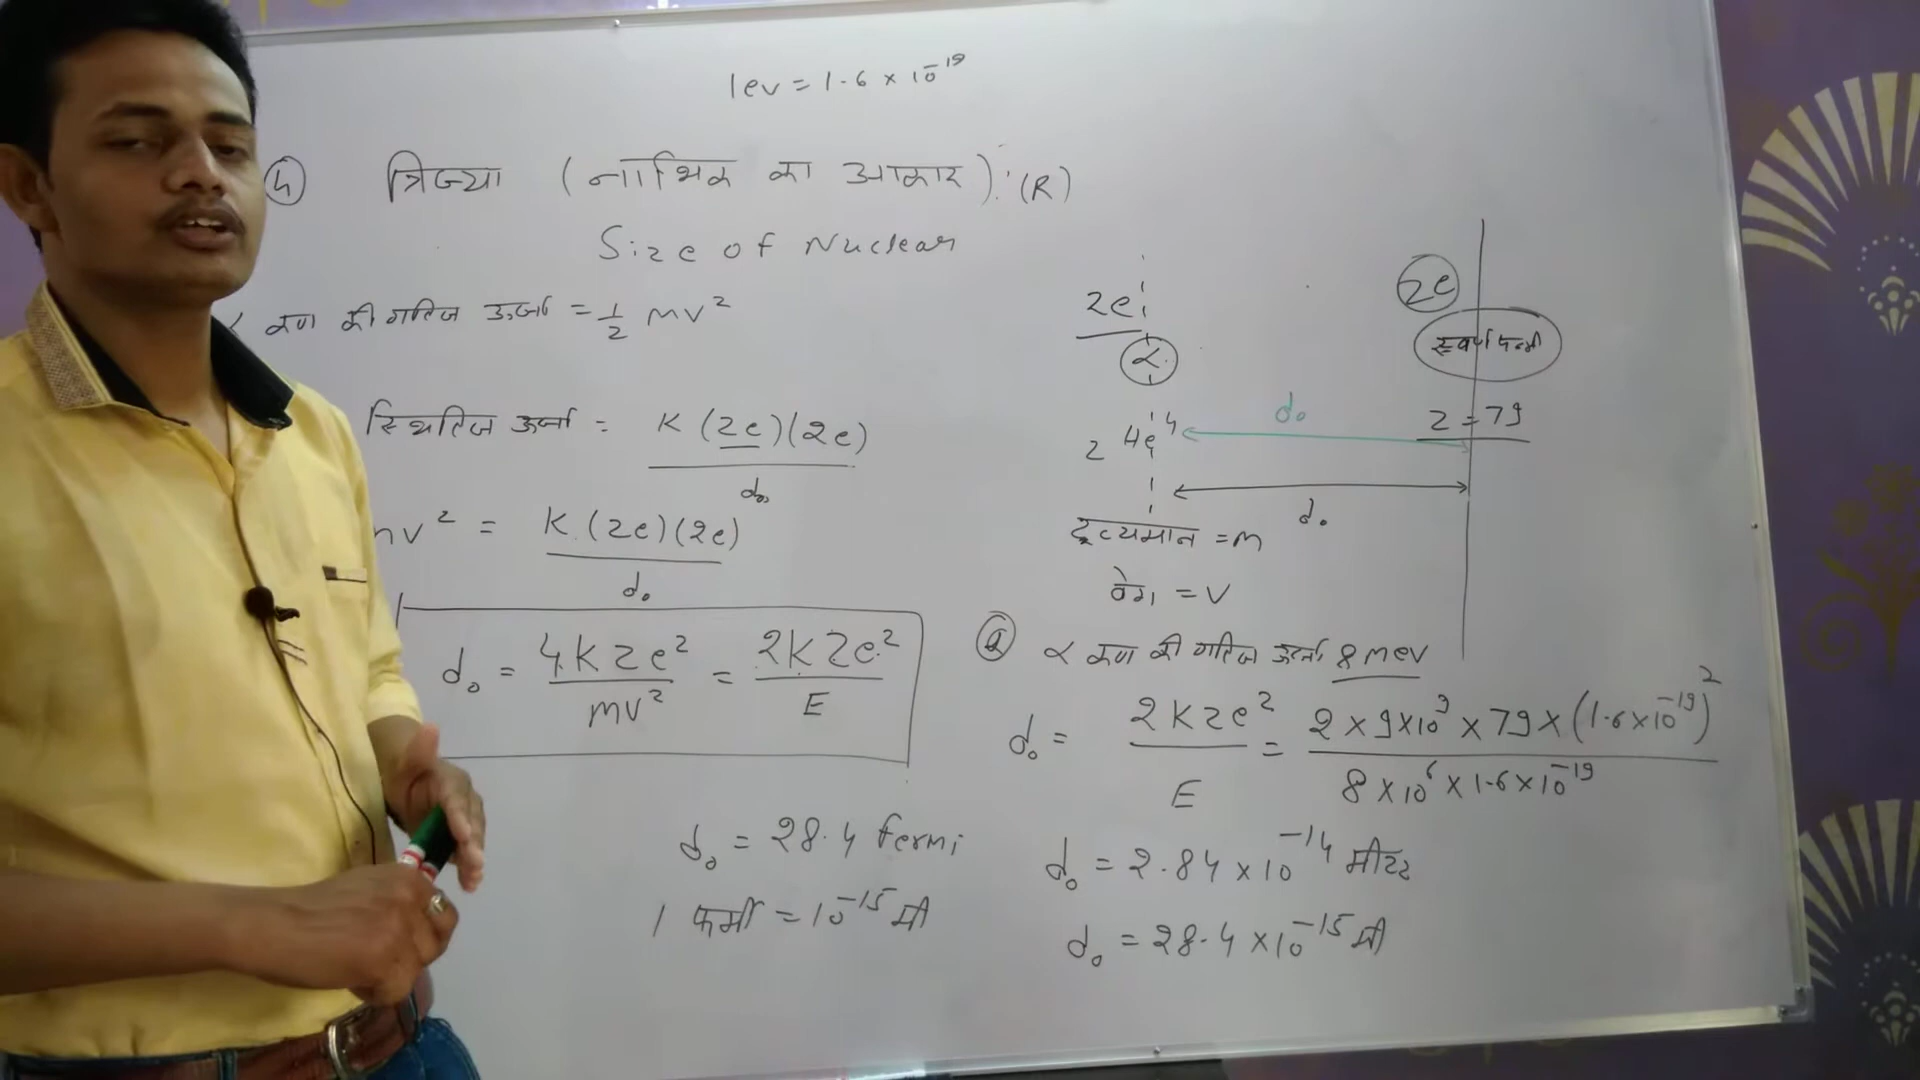 1ev = 1.6 × 10⁻¹⁹
(4) त्रिज्या (नाभिक का आकार) : (R)
Size of Nuclear
α कण की गतिज ऊर्जा = 1/2 mv²
स्थितिज ऊर्जा = K (Ze)(2e) / d₀
mv² = K (Ze)(2e) / d₀
d₀ = 4KZe² / mv² = 2KZe² / E
d₀ = 28.4 fermi
1 फर्मी = 10⁻¹⁵ मी
2e
α
₂He⁴
द्रव्यमान = m
वेग = v
Ze
स्वर्ण पन्नी
Z = 79
d₀
d₀
(Q) α कण की गतिज ऊर्जा 8 mev
d₀ = 2KZe² / E = 2 × 9×10⁹ × 79 × (1.6×10⁻¹⁹)² / 8 × 10⁶ × 1.6 × 10⁻¹⁹
d₀ = 2.84 × 10⁻¹⁴ मीटर
d₀ = 28.4 × 10⁻¹⁵ मी